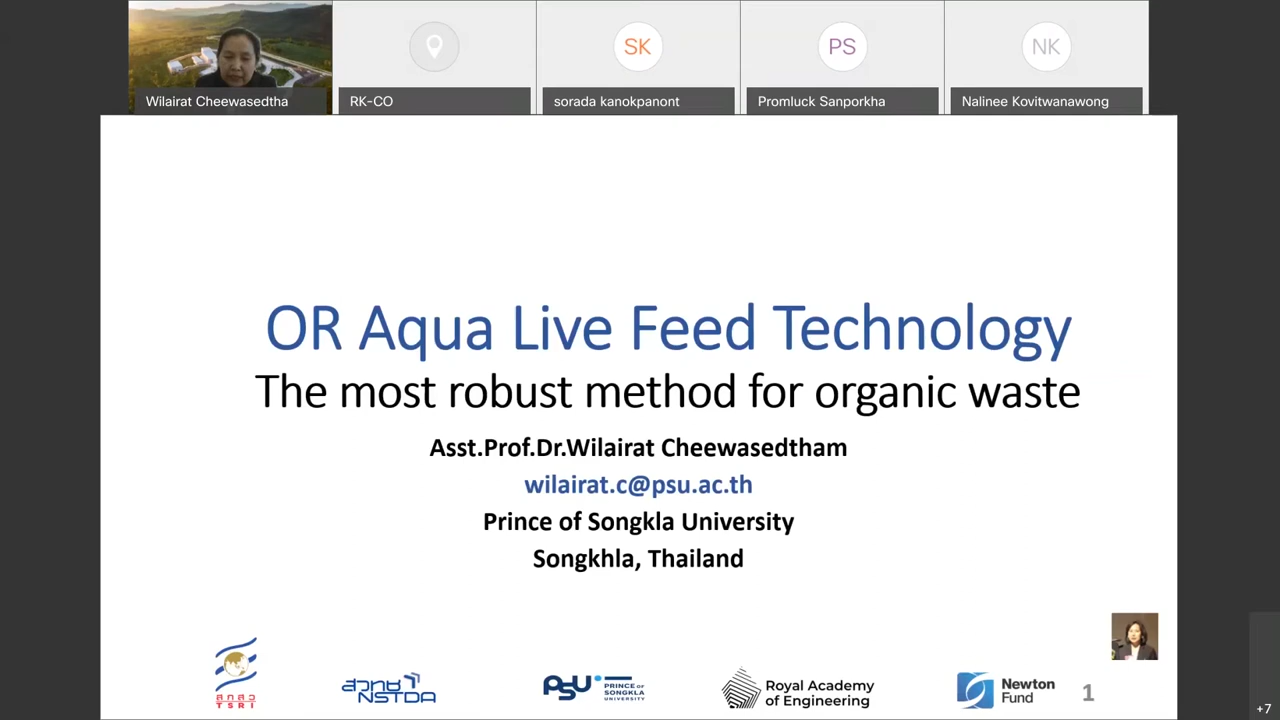 SK
PS
NK
Wilairat Cheewasedtha
RK-CO
sorada kanokpanont
Promluck Sanporkha
Nalinee Kovitwanawong
OR Aqua Live Feed Technology
The most robust method for organic waste
Asst.Prof.Dr.Wilairat Cheewasedtham
wilairat.c@psu.ac.th
Prince of Songkla University
Songkhla, Thailand
สกสว
TSRI
สวทช
NSTDA
PSU
PRINCE OF
SONGKLA
UNIVERSITY
Royal Academy
of Engineering
Newton
Fund
1
+7